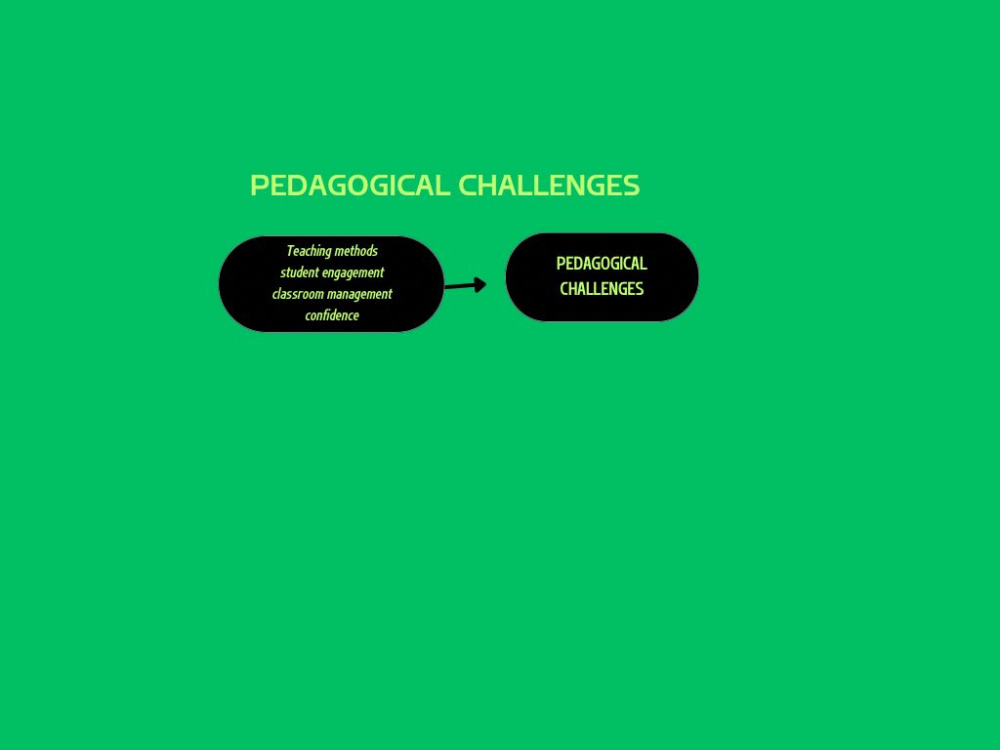 PEDAGOGICAL CHALLENGES
Teaching methods
student engagement
classroom management
confidence
PEDAGOGICAL
CHALLENGES